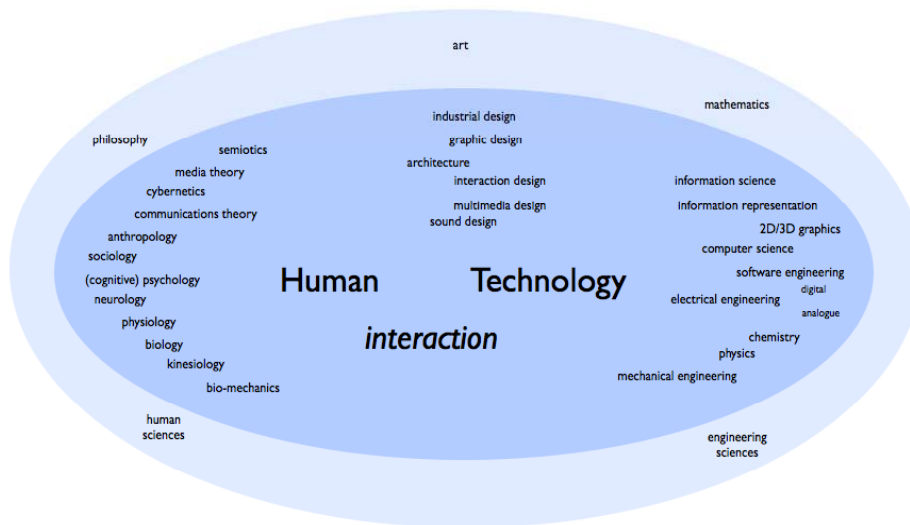 art
mathematics
philosophy
industrial design
graphic design
semiotics
architecture
media theory
interaction design
information science
cybernetics
multimedia design
information representation
communications theory
sound design
2D/3D graphics
anthropology
computer science
sociology
software engineering
(cognitive) psychology
Human Technology
digital
neurology
electrical engineering
analogue
physiology
interaction
chemistry
biology
physics
kinesiology
mechanical engineering
bio-mechanics
human
sciences
engineering
sciences